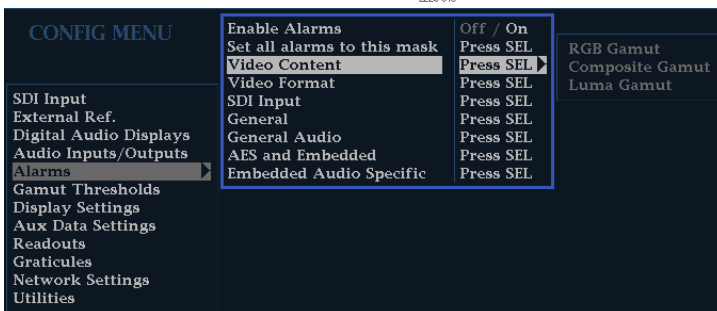 CONFIG MENU
SDI Input
External Ref.
Digital Audio Displays
Audio Inputs/Outputs
Alarms
Gamut Thresholds
Display Settings
Aux Data Settings
Readouts
Graticules
Network Settings
Utilities
Enable Alarms Off / On
Set all alarms to this mask Press SEL
Video Content Press SEL
Video Format Press SEL
SDI Input Press SEL
General Press SEL
General Audio Press SEL
AES and Embedded Press SEL
Embedded Audio Specific Press SEL
RGB Gamut
Composite Gamut
Luma Gamut